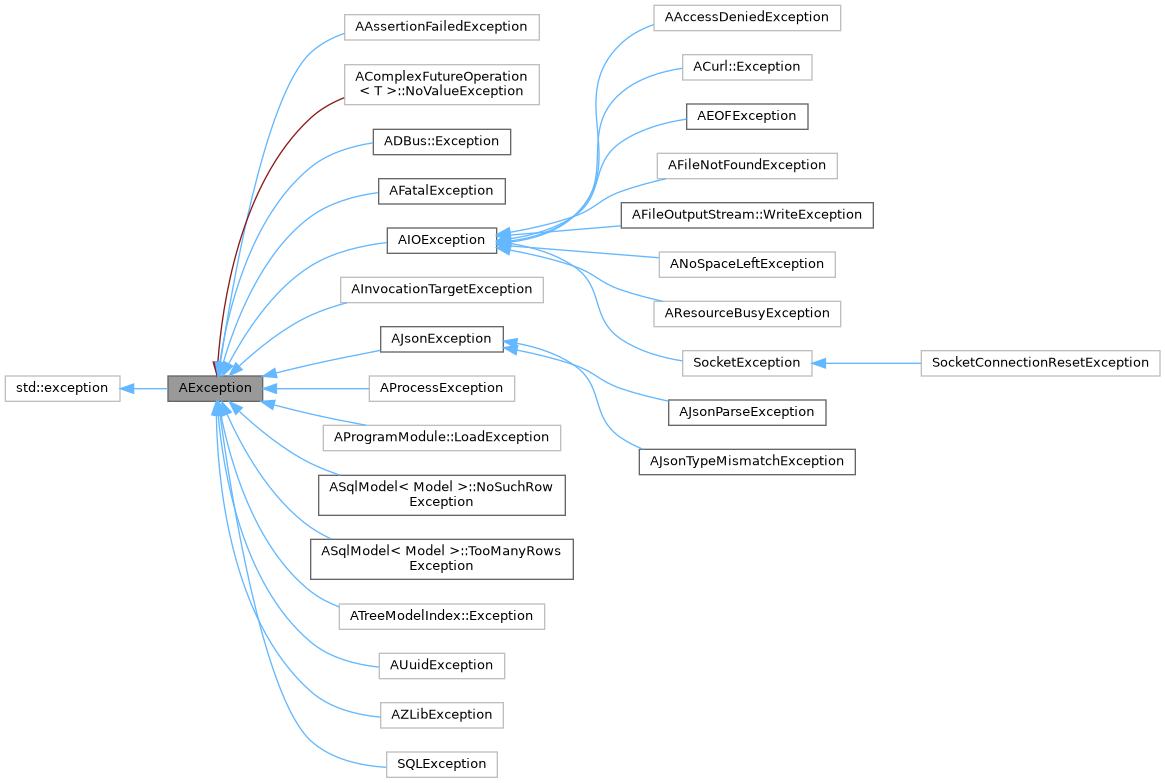 std::exception
AException
AAssertionFailedException
AComplexFutureOperation
< T >::NoValueException
ADBus::Exception
AFatalException
AIOException
AInvocationTargetException
AJsonException
AProcessException
AProgramModule::LoadException
ASqlModel< Model >::NoSuchRow
Exception
ASqlModel< Model >::TooManyRows
Exception
ATreeModelIndex::Exception
AUuidException
AZLibException
SQLException
AAccessDeniedException
ACurl::Exception
AEOFException
AFileNotFoundException
AFileOutputStream::WriteException
ANoSpaceLeftException
AResourceBusyException
SocketException
AJsonParseException
AJsonTypeMismatchException
SocketConnectionResetException